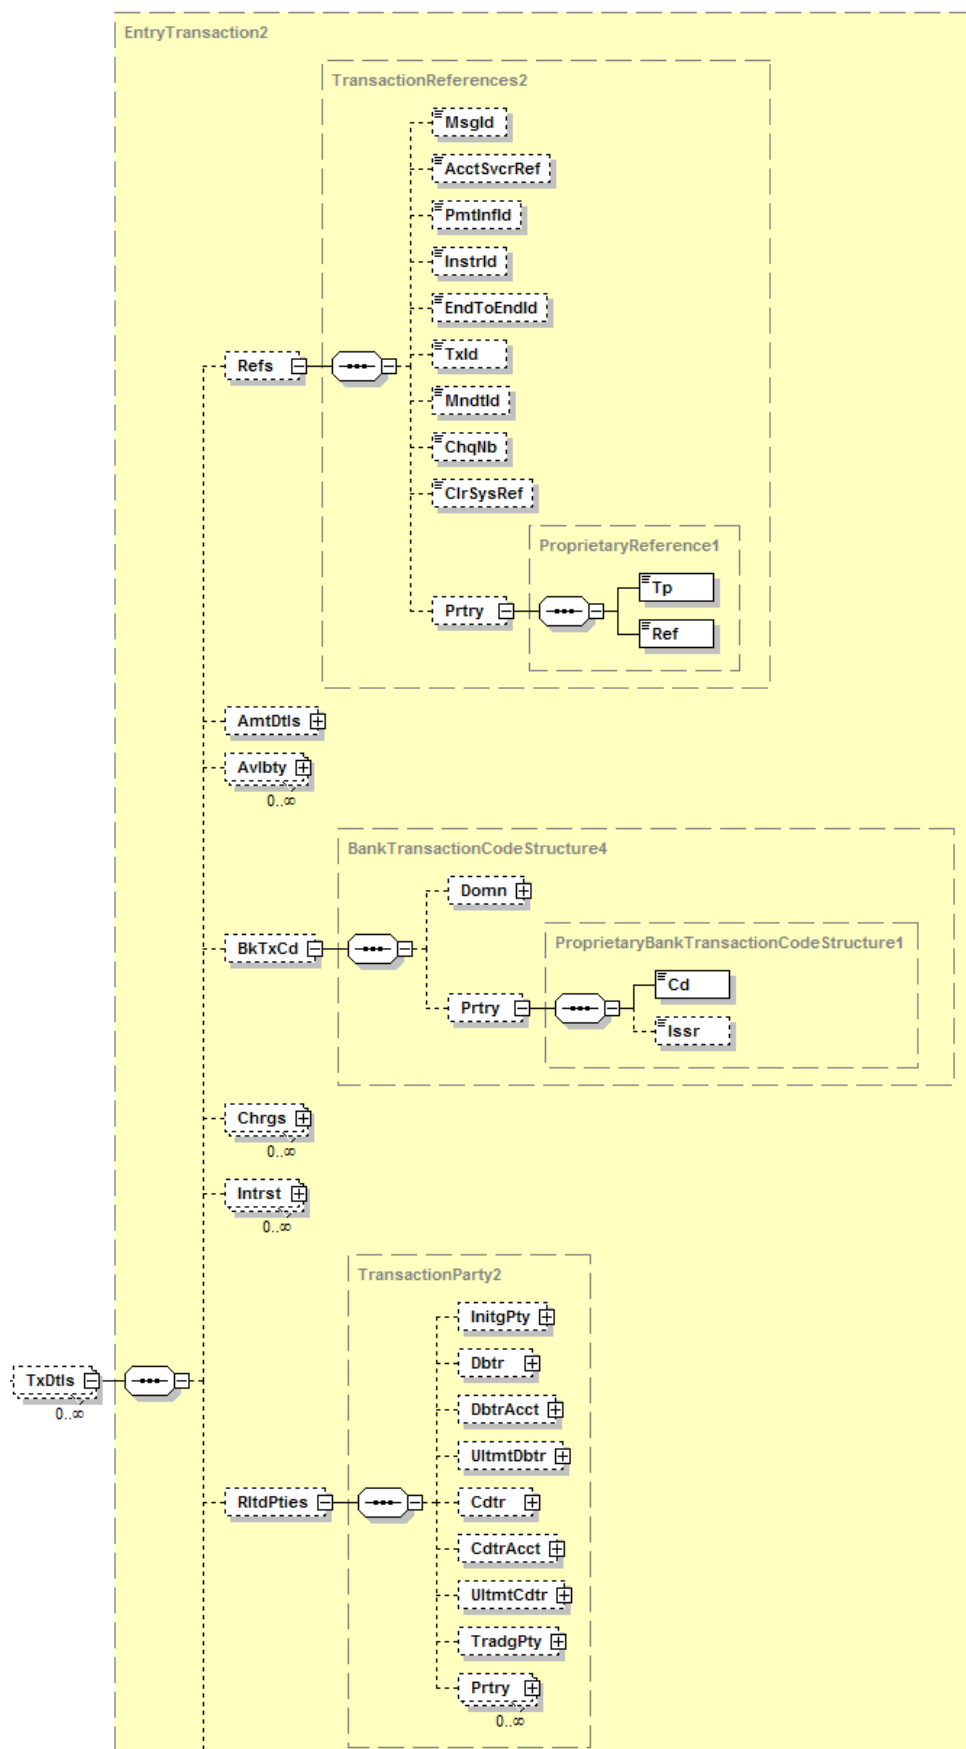 EntryTransaction2
TransactionReferences2
MsgId
AcctSvcrRef
PmtInfId
InstrId
EndToEndId
TxId
Refs
MndtId
ChqNb
ClrSysRef
ProprietaryReference1
Tp
Prtry
Ref
AmtDtls
Avlbty
0..∞
BankTransactionCodeStructure4
Domn
ProprietaryBankTransactionCodeStructure1
BkTxCd
Cd
Prtry
Issr
Chrgs
0..∞
Intrst
0..∞
TransactionParty2
InitgPty
Dbtr
TxDtls
0..∞
DbtrAcct
UltmtDbtr
RltdPties
Cdtr
CdtrAcct
UltmtCdtr
TradgPty
Prtry
0..∞